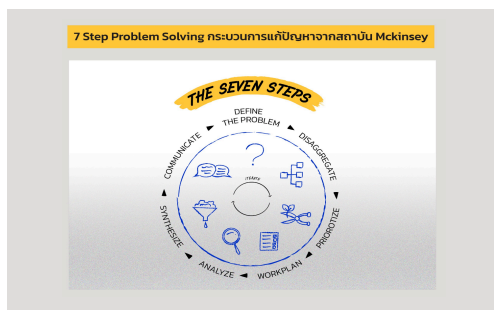 7 Step Problem Solving กระบวนการแก้ปัญหาจากสถาบัน Mckinsey
THE SEVEN STEPS
DEFINE
THE PROBLEM
DISAGGREGATE
PRIOROTIZE
WORKPLAN
ANALYZE
SYNTHESIZE
COMMUNICATE
ITERATE